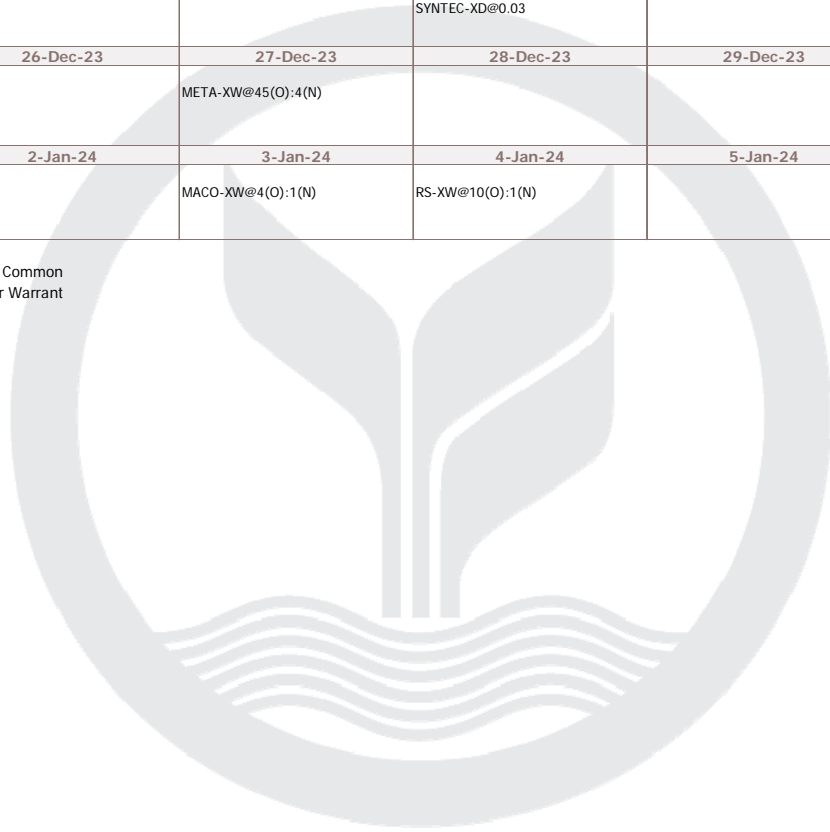 SYNTEC-XD@0.03
26-Dec-23 27-Dec-23 28-Dec-23 29-Dec-23
META-XW@45(O):4(N)
2-Jan-24 3-Jan-24 4-Jan-24 5-Jan-24
MACO-XW@4(O):1(N) RS-XW@10(O):1(N)
Common
r Warrant